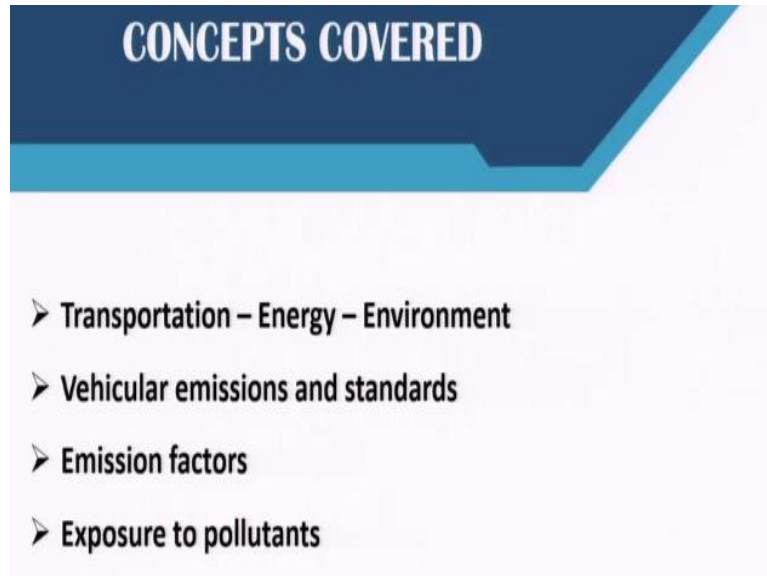 CONCEPTS COVERED
➢ Transportation – Energy – Environment
➢ Vehicular emissions and standards
➢ Emission factors
➢ Exposure to pollutants